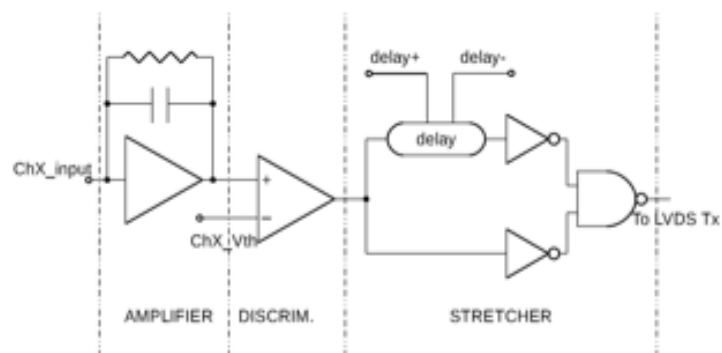 delay+
delay-
delay
ChX_input
+
−
ChX_Vth
To LVDS Tx
AMPLIFIER
DISCRIM.
STRETCHER